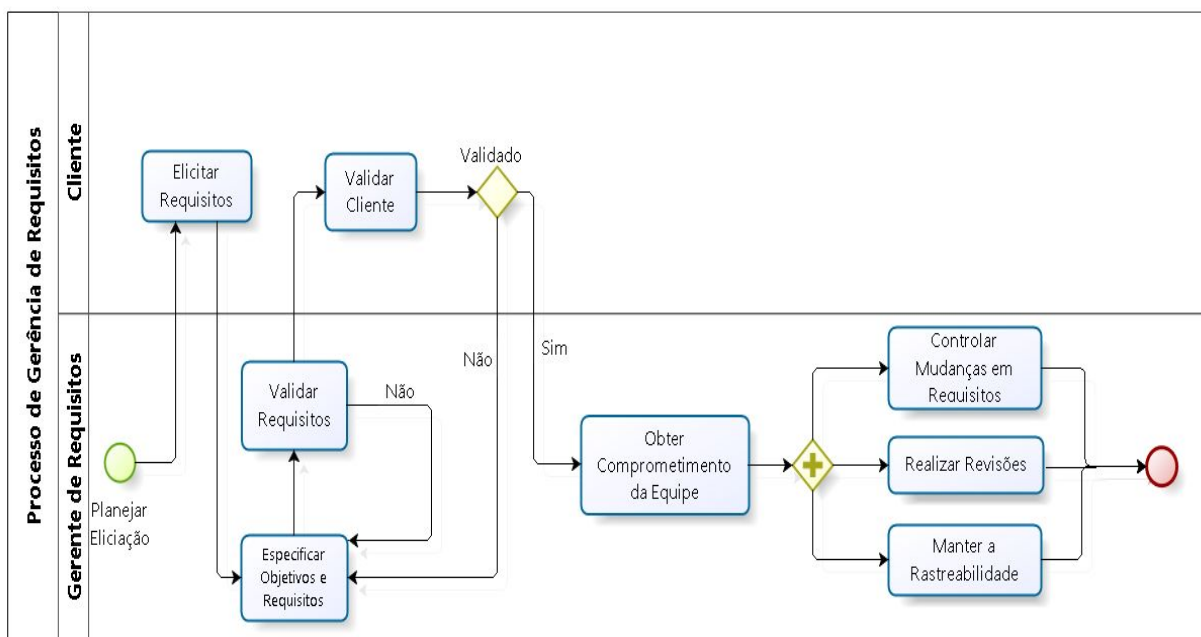 Processo de Gerência de Requisitos
Cliente
Elicitar
Requisitos
Validar
Cliente
Validado
Gerente de Requisitos
Planejar
Eliciação
Validar
Requisitos
Não
Especificar
Objetivos e
Requisitos
Não
Sim
Obter
Comprometimento
da Equipe
Controlar
Mudanças em
Requisitos
Realizar Revisões
Manter a
Rastreabilidade